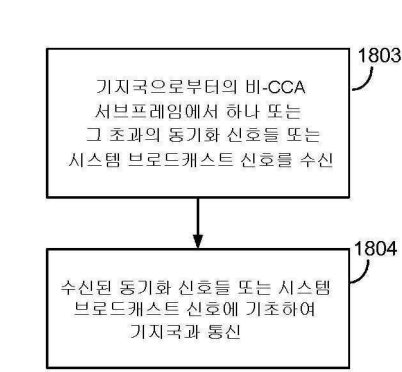 1803
기지국으로부터의 비-CCA
서브프레임에서 하나 또는
그 초과의 동기화 신호들 또는
시스템 브로드캐스트 신호를 수신
1804
수신된 동기화 신호들 또는 시스템
브로드캐스트 신호에 기초하여
기지국과 통신